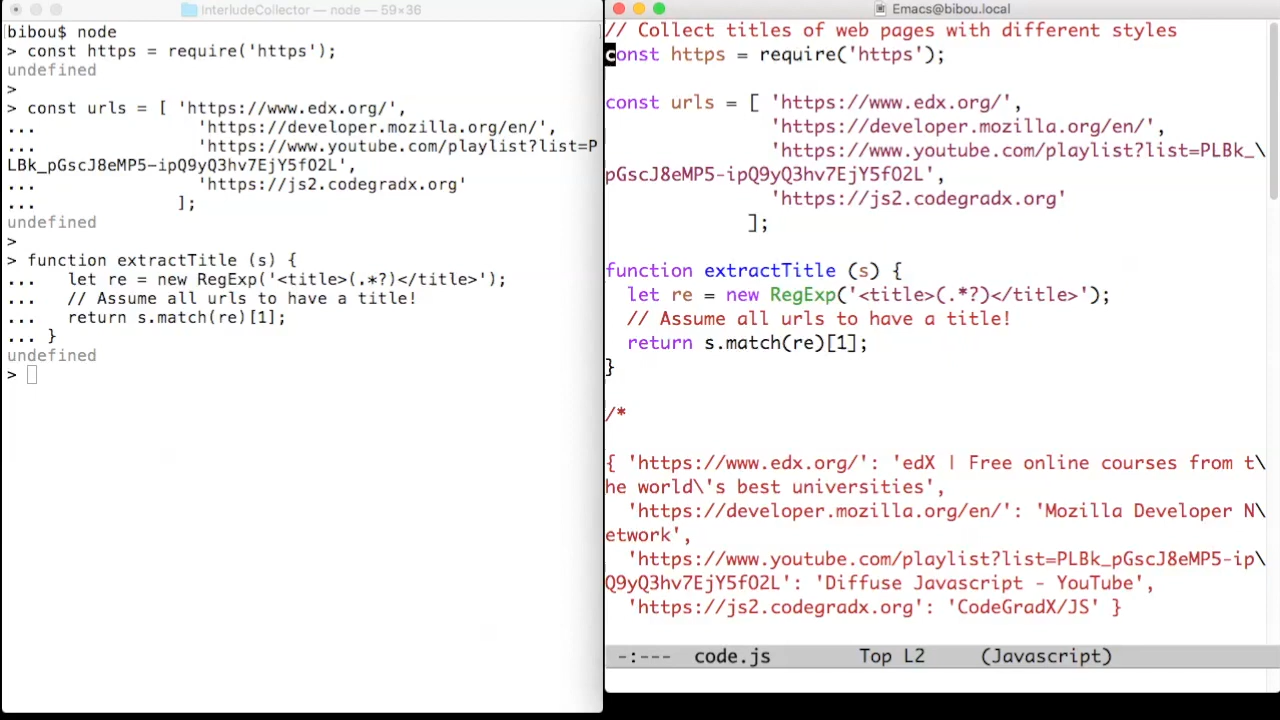 InterludeCollector — node — 59×36
bibou$ node
> const https = require('https');
undefined
>
> const urls = [ 'https://www.edx.org/',
...                'https://developer.mozilla.org/en/',
...                'https://www.youtube.com/playlist?list=P
LBk_pGscJ8eMP5-ipQ9yQ3hv7EjY5fO2L',
...                'https://js2.codegradx.org'
...              ];
undefined
>
> function extractTitle (s) {
...   let re = new RegExp('<title>(.*?)</title>');
...   // Assume all urls to have a title!
...   return s.match(re)[1];
... }
undefined
>
Emacs@bibou.local
// Collect titles of web pages with different styles
const https = require('https');
const urls = [ 'https://www.edx.org/',
               'https://developer.mozilla.org/en/',
               'https://www.youtube.com/playlist?list=PLBk_\
pGscJ8eMP5-ipQ9yQ3hv7EjY5fO2L',
               'https://js2.codegradx.org'
             ];
function extractTitle (s) {
  let re = new RegExp('<title>(.*?)</title>');
  // Assume all urls to have a title!
  return s.match(re)[1];
}
/*
{ 'https://www.edx.org/': 'edX | Free online courses from t\
he world\'s best universities',
  'https://developer.mozilla.org/en/': 'Mozilla Developer N\
etwork',
  'https://www.youtube.com/playlist?list=PLBk_pGscJ8eMP5-ip\
Q9yQ3hv7EjY5fO2L': 'Diffuse Javascript - YouTube',
  'https://js2.codegradx.org': 'CodeGradX/JS' }
-:--- code.js Top L2 (Javascript)